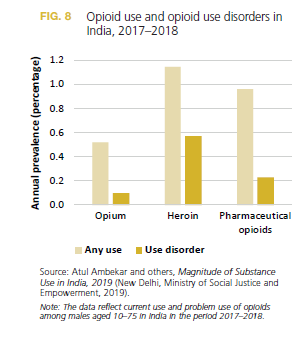 FIG. 8 Opioid use and opioid use disorders in
India, 2017–2018
Annual prevalence (percentage)
1.2
1.0
0.8
0.6
0.4
0.2
0.0
Opium Heroin Pharmaceutical
opioids
Any use Use disorder
Source: Atul Ambekar and others, Magnitude of Substance
Use in India, 2019 (New Delhi, Ministry of Social Justice and
Empowerment, 2019).
Note: The data reflect current use and problem use of opioids
among males aged 10–75 in India in the period 2017–2018.